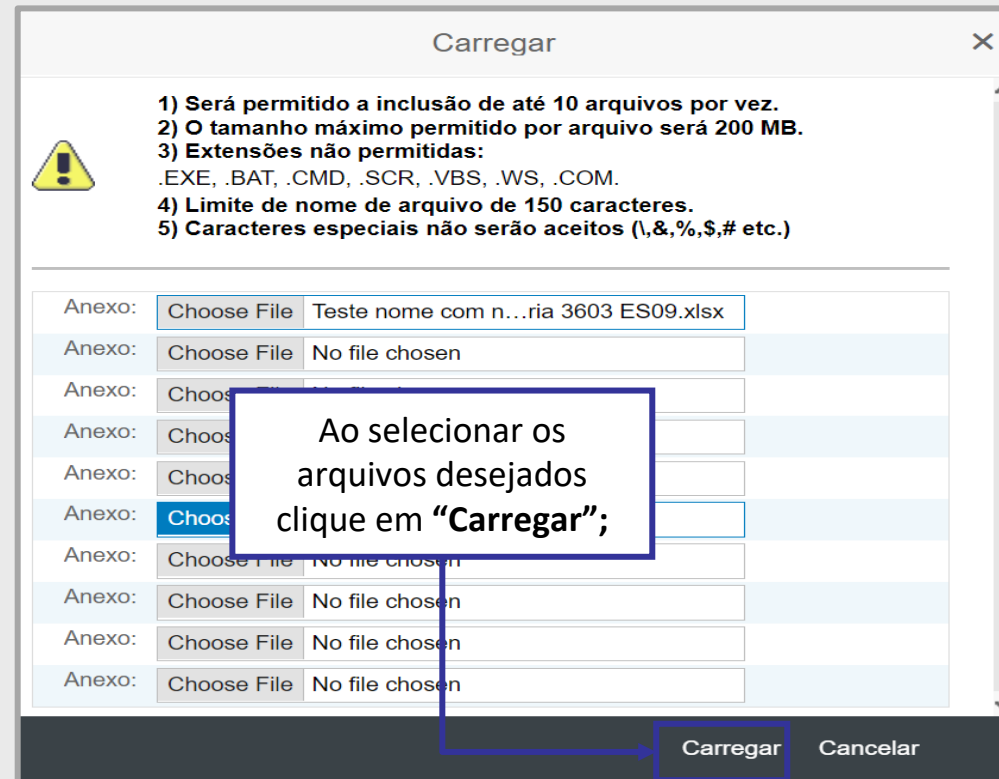 Carregar ×
1) Será permitido a inclusão de até 10 arquivos por vez.
2) O tamanho máximo permitido por arquivo será 200 MB.
3) Extensões não permitidas:
.EXE, .BAT, .CMD, .SCR, .VBS, .WS, .COM.
4) Limite de nome de arquivo de 150 caracteres.
5) Caracteres especiais não serão aceitos (\,&,%,$,# etc.)
Anexo: Choose File Teste nome com n...ria 3603 ES09.xlsx
Anexo: Choose File No file chosen
Anexo:
Anexo:
Anexo:
Anexo:
Ao selecionar os
arquivos desejados
clique em “Carregar”;
Anexo: Choose File No file chosen
Anexo: Choose File No file chosen
Anexo: Choose File No file chosen
Anexo: Choose File No file chosen
Carregar Cancelar